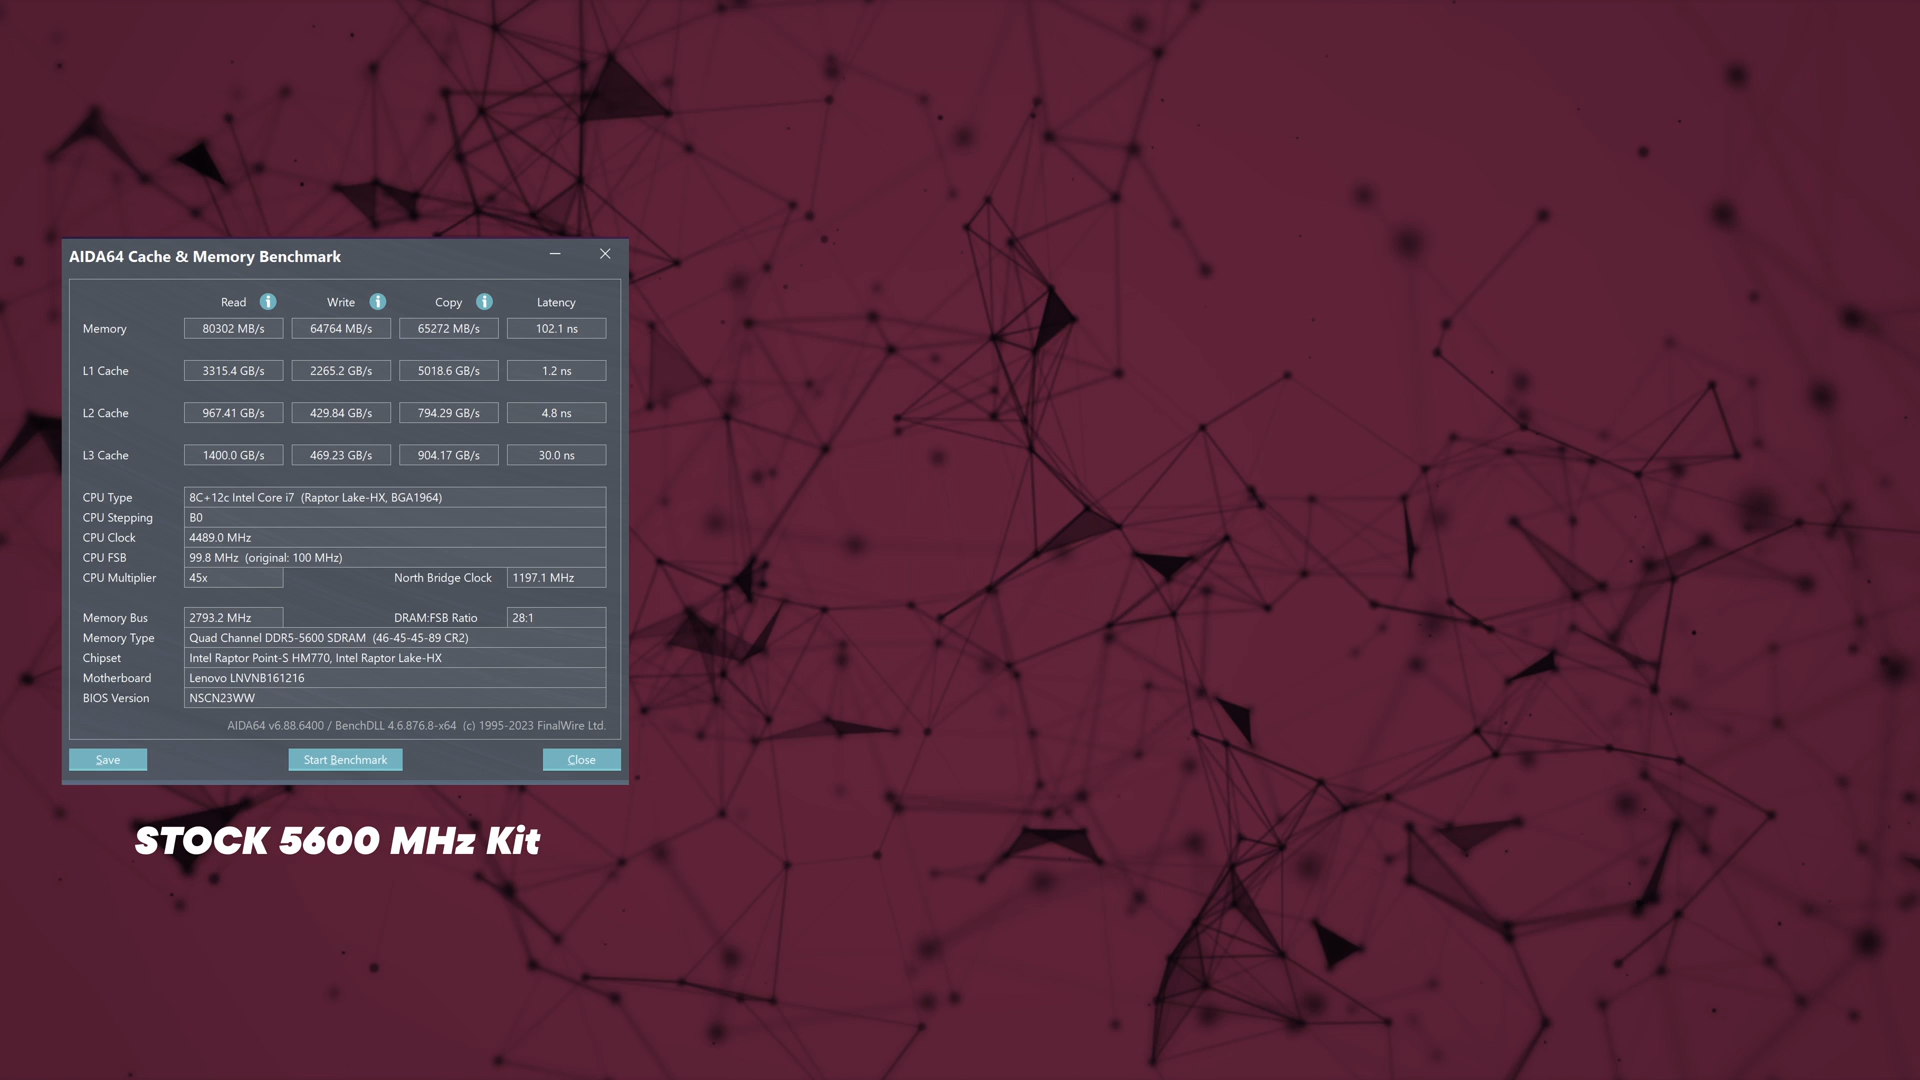 AIDA64 Cache & Memory Benchmark
Read Write Copy Latency
Memory 80302 MB/s 64764 MB/s 65272 MB/s 102.1 ns
L1 Cache 3315.4 GB/s 2265.2 GB/s 5018.6 GB/s 1.2 ns
L2 Cache 967.41 GB/s 429.84 GB/s 794.29 GB/s 4.8 ns
L3 Cache 1400.0 GB/s 469.23 GB/s 904.17 GB/s 30.0 ns
CPU Type 8C+12c Intel Core i7 (Raptor Lake-HX, BGA1964)
CPU Stepping B0
CPU Clock 4489.0 MHz
CPU FSB 99.8 MHz (original: 100 MHz)
CPU Multiplier 45x North Bridge Clock 1197.1 MHz
Memory Bus 2793.2 MHz DRAM:FSB Ratio 28:1
Memory Type Quad Channel DDR5-5600 SDRAM (46-45-45-89 CR2)
Chipset Intel Raptor Point-S HM770, Intel Raptor Lake-HX
Motherboard Lenovo LNVNB161216
BIOS Version NSCN23WW
AIDA64 v6.88.6400 / BenchDLL 4.6.876.8-x64 (c) 1995-2023 FinalWire Ltd.
Save Start Benchmark Close
STOCK 5600 MHz Kit